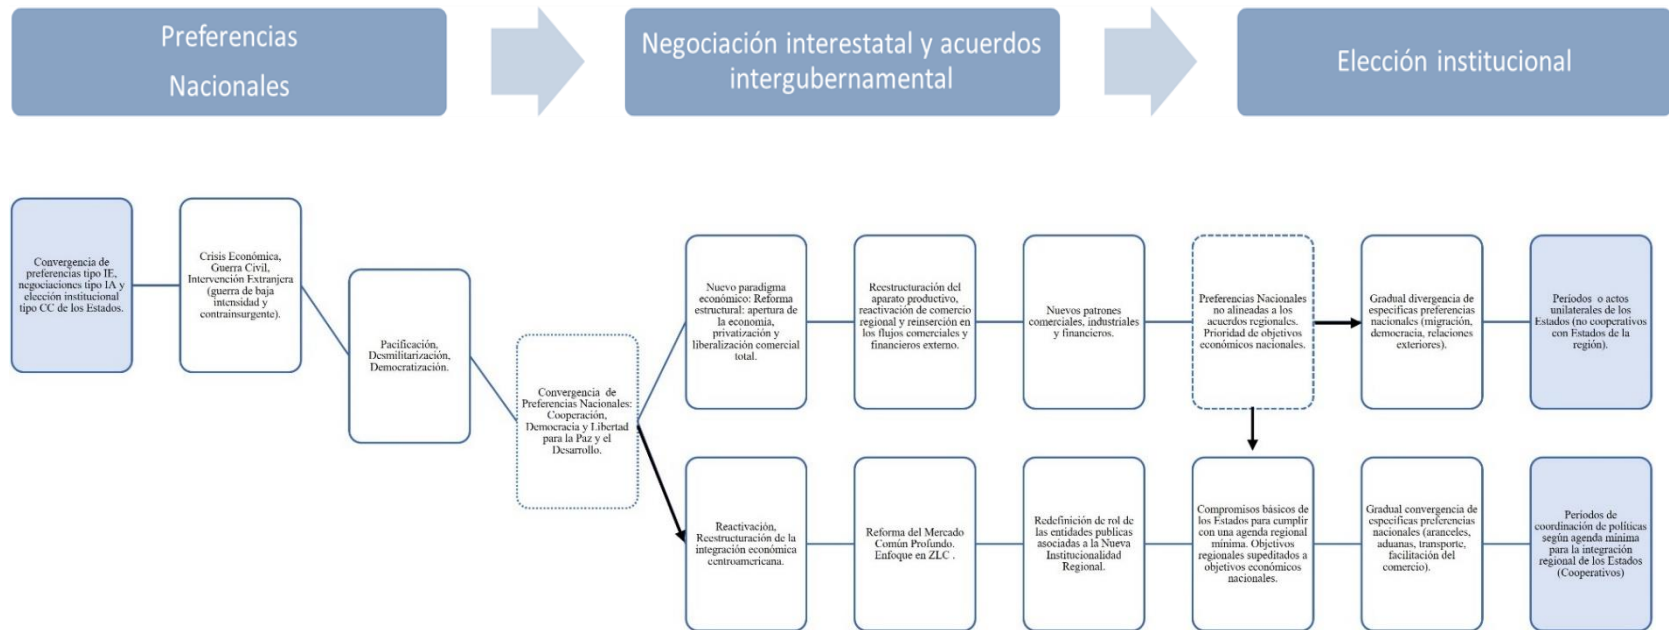 Preferencias
Nacionales
Negociación interestatal y acuerdos
intergubernamental
Elección institucional
Convergencia de
preferencias tipo IE,
negociaciones tipo IA y
elección institucional
tipo CC de los Estados.
Crisis Económica,
Guerra Civil,
Intervención Extranjera
(guerra de baja
intensidad y
contrainsurgente).
Pacificación,
Desmilitarización,
Democratización.
Convergencia de
Preferencias Nacionales:
Cooperación,
Democracia y Libertad
para la Paz y el
Desarrollo.
Nuevo paradigma
económico: Reforma
estructural: apertura de
la economía,
privatización y
liberalización comercial
total.
Reestructuración del
aparato productivo,
reactivación de comercio
regional y reinserción en
los flujos comerciales y
financieros externo.
Nuevos patrones
comerciales, industriales
y financieros.
Preferencias Nacionales
no alineadas a los
acuerdos regionales.
Prioridad de objetivos
económicos nacionales.
Gradual divergencia de
especificas preferencias
nacionales (migración,
democracia, relaciones
exteriores).
Periodos o actos
unilaterales de los
Estados (no cooperativos
con Estados de la
región).
Reactivación,
Reestructuración de la
integración económica
centroamericana.
Reforma del Mercado
Común Profundo.
Enfoque en ZLC .
Redefinición de rol de
las entidades publicas
asociadas a la Nueva
Institucionalidad
Regional.
Compromisos básicos de
los Estados para cumplir
con una agenda regional
mínima. Objetivos
regionales supeditados a
objetivos económicos
nacionales.
Gradual convergencia de
especificas preferencias
nacionales (aranceles,
aduanas, transporte,
facilitación del
comercio).
Periodos de
coordinación de políticas
según agenda mínima
para la integración
regional de los Estados
(Cooperativos)